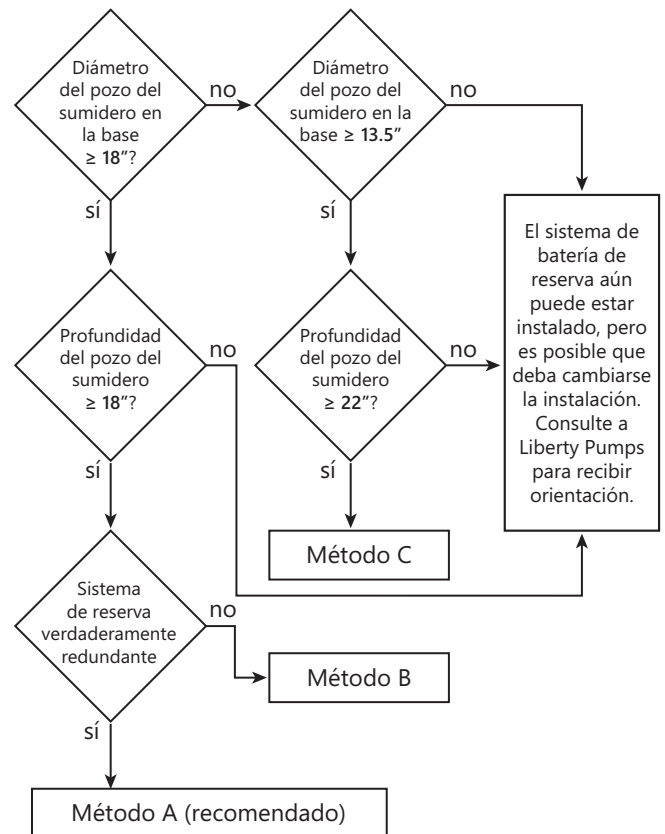 Diámetro
del pozo del
sumidero en
la base
≥ 18"?
no
sí
Diámetro
del pozo del
sumidero en la
base ≥ 13.5"
no
sí
Profundidad
del pozo del
sumidero
≥ 18"?
no
sí
Profundidad
del pozo del
sumidero
≥ 22"?
no
sí
El sistema de
batería de
reserva aún
puede estar
instalado, pero
es posible que
deba cambiarse
la instalación.
Consulte a
Liberty Pumps
para recibir
orientación.
Método C
Sistema
de reserva
verdaderamente
redundante
no
sí
Método B
Método A (recomendado)